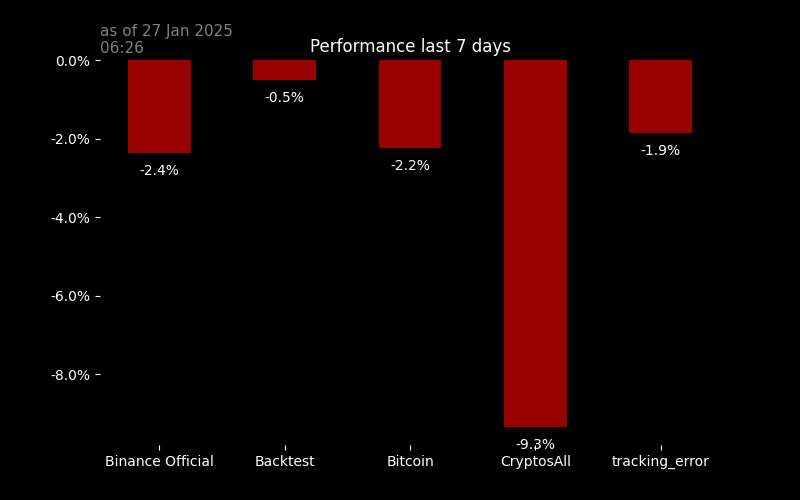 as of 27 Jan 2025
06:26
Performance last 7 days
0.0%
-2.0%
-4.0%
-6.0%
-8.0%
-2.4%
-0.5%
-2.2%
-9.3%
-1.9%
Binance Official
Backtest
Bitcoin
CryptosAll
tracking_error